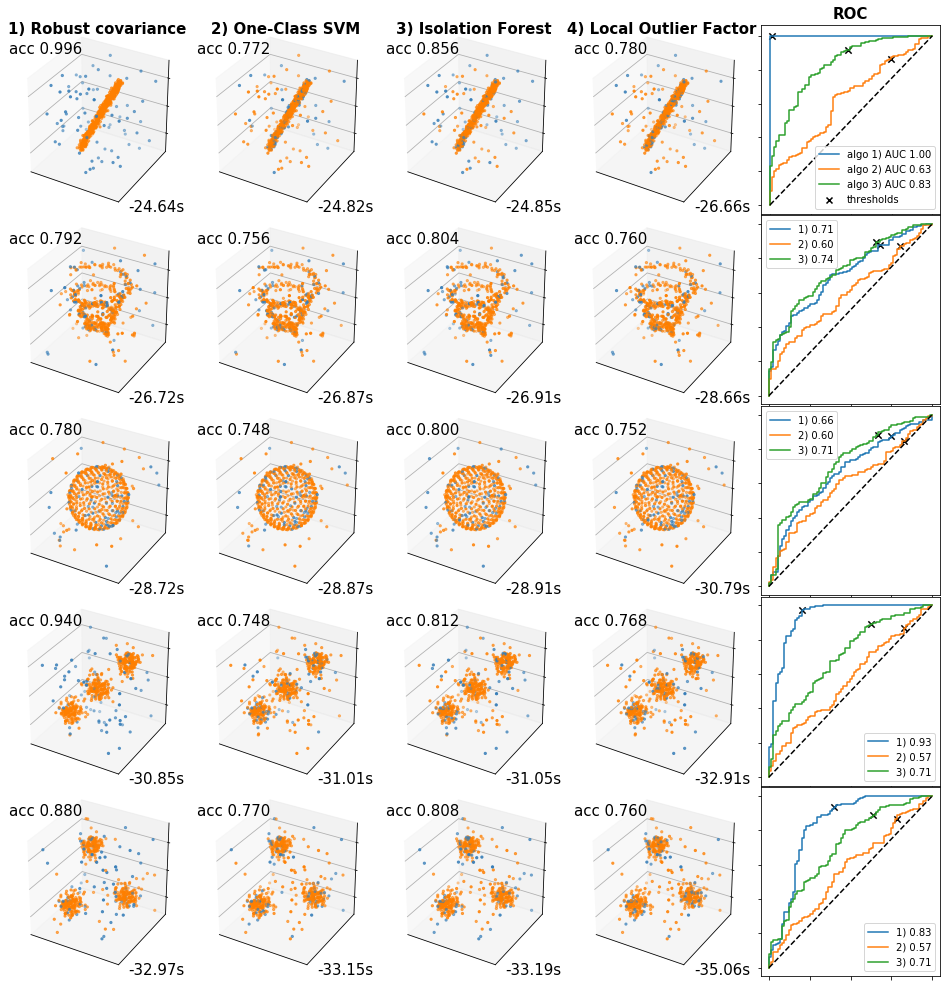 1) Robust covariance
2) One-Class SVM
3) Isolation Forest
4) Local Outlier Factor
ROC
acc 0.996
acc 0.772
acc 0.856
acc 0.780
-24.64s
-24.82s
-24.85s
-26.66s
algo 1) AUC 1.00
algo 2) AUC 0.63
algo 3) AUC 0.83
thresholds
acc 0.792
acc 0.756
acc 0.804
acc 0.760
-26.72s
-26.87s
-26.91s
-28.66s
1) 0.71
2) 0.60
3) 0.74
acc 0.780
acc 0.748
acc 0.800
acc 0.752
-28.72s
-28.87s
-28.91s
-30.79s
1) 0.66
2) 0.60
3) 0.71
acc 0.940
acc 0.748
acc 0.812
acc 0.768
-30.85s
-31.01s
-31.05s
-32.91s
1) 0.93
2) 0.57
3) 0.71
acc 0.880
acc 0.770
acc 0.808
acc 0.760
-32.97s
-33.15s
-33.19s
-35.06s
1) 0.83
2) 0.57
3) 0.71